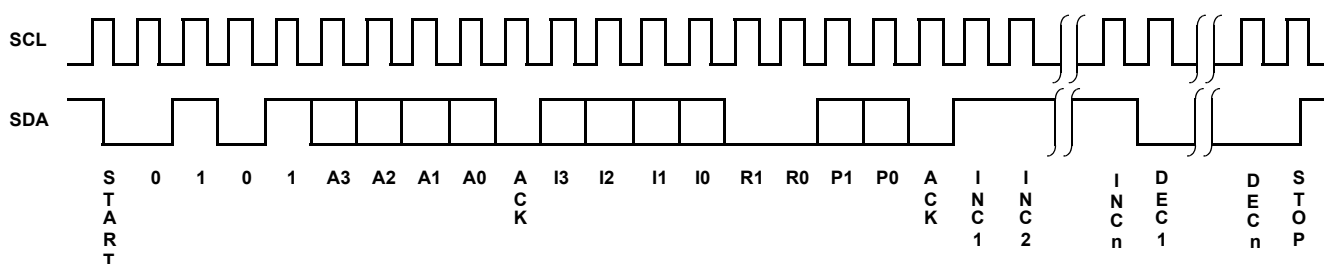 SCL
SDA
START 0 1 0 1 A3 A2 A1 A0 ACK I3 I2 I1 I0 R1 R0 P1 P0 ACK INC1 INC2 INCn DEC1 DECn STOP